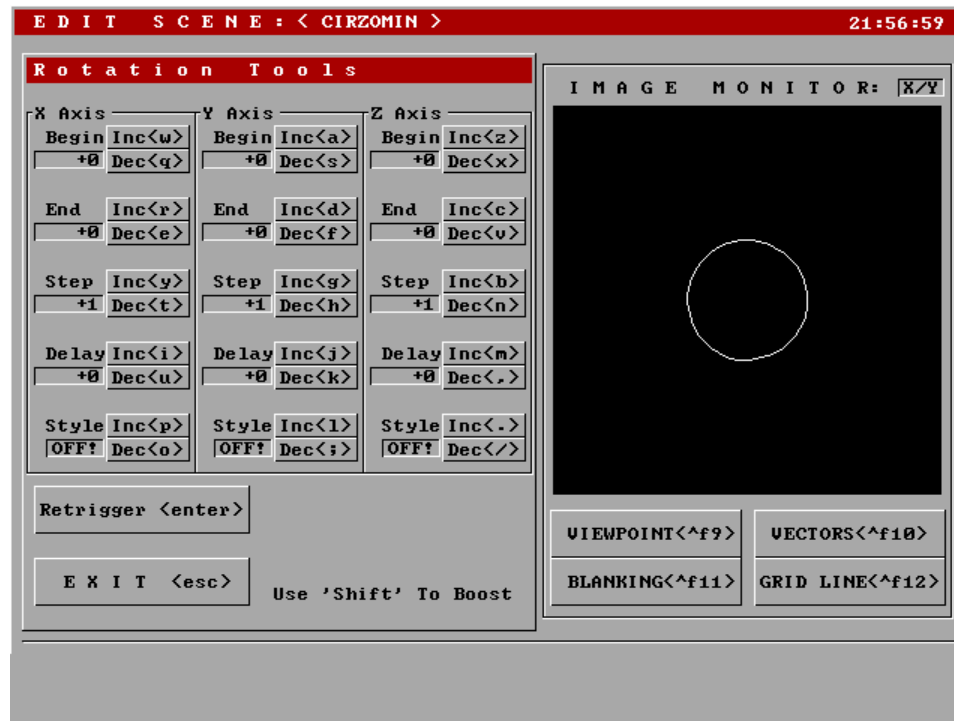 E D I T   S C E N E : < CIRZOMIN >   21:56:59
R o t a t i o n   T o o l s
I M A G E   M O N I T O R: X/Y
X Axis   Y Axis   Z Axis
Begin Inc<w>   Begin Inc<a>   Begin Inc<z>
+0 Dec<q>   +0 Dec<s>   +0 Dec<x>
End Inc<r>   End Inc<d>   End Inc<c>
+0 Dec<e>   +0 Dec<f>   +0 Dec<v>
Step Inc<y>   Step Inc<g>   Step Inc<b>
+1 Dec<t>   +1 Dec<h>   +1 Dec<n>
Delay Inc<i>   Delay Inc<j>   Delay Inc<m>
+0 Dec<u>   +0 Dec<k>   +0 Dec<,>
Style Inc<p>   Style Inc<l>   Style Inc<.>
OFF! Dec<o>   OFF! Dec<;>   OFF! Dec</>
Retrigger <enter>
E X I T <esc>
Use 'Shift' To Boost
VIEWPOINT<^f9>   VECTORS<^f10>
BLANKING<^f11>   GRID LINE<^f12>